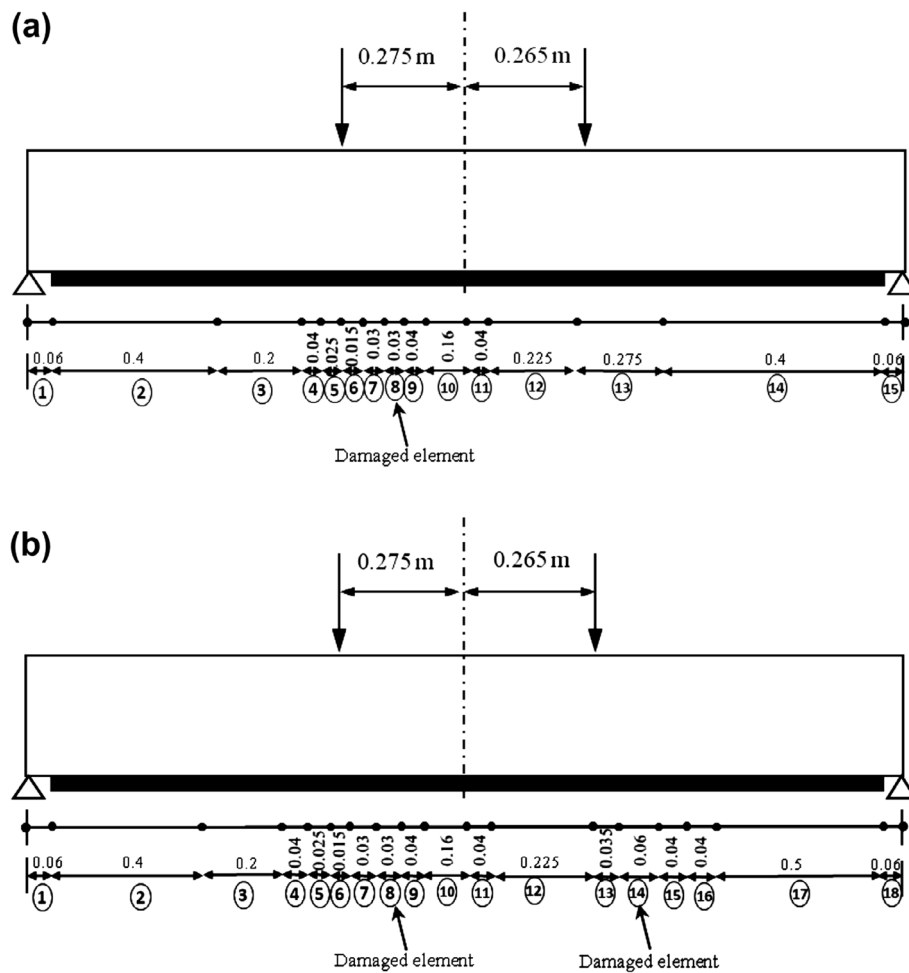 (a)
0.275 m 0.265 m
0.04 025 0.015 0.03 0.03 0.04 0.16 0.04
0.06 0.4 0.2 0.225 0.275 0.4 0.06
1 2 3 4 5 6 7 8 9 10 11 12 13 14 15
Damaged element
(b)
0.275 m 0.265 m
0.04 0.025 0.015 0.03 0.03 0.04 0.16 0.04 0.035 0.06 0.04 0.04
0.06 0.4 0.2 0.225 0.5 0.06
1 2 3 4 5 6 7 8 9 10 11 12 13 14 15 16 17 18
Damaged element Damaged element